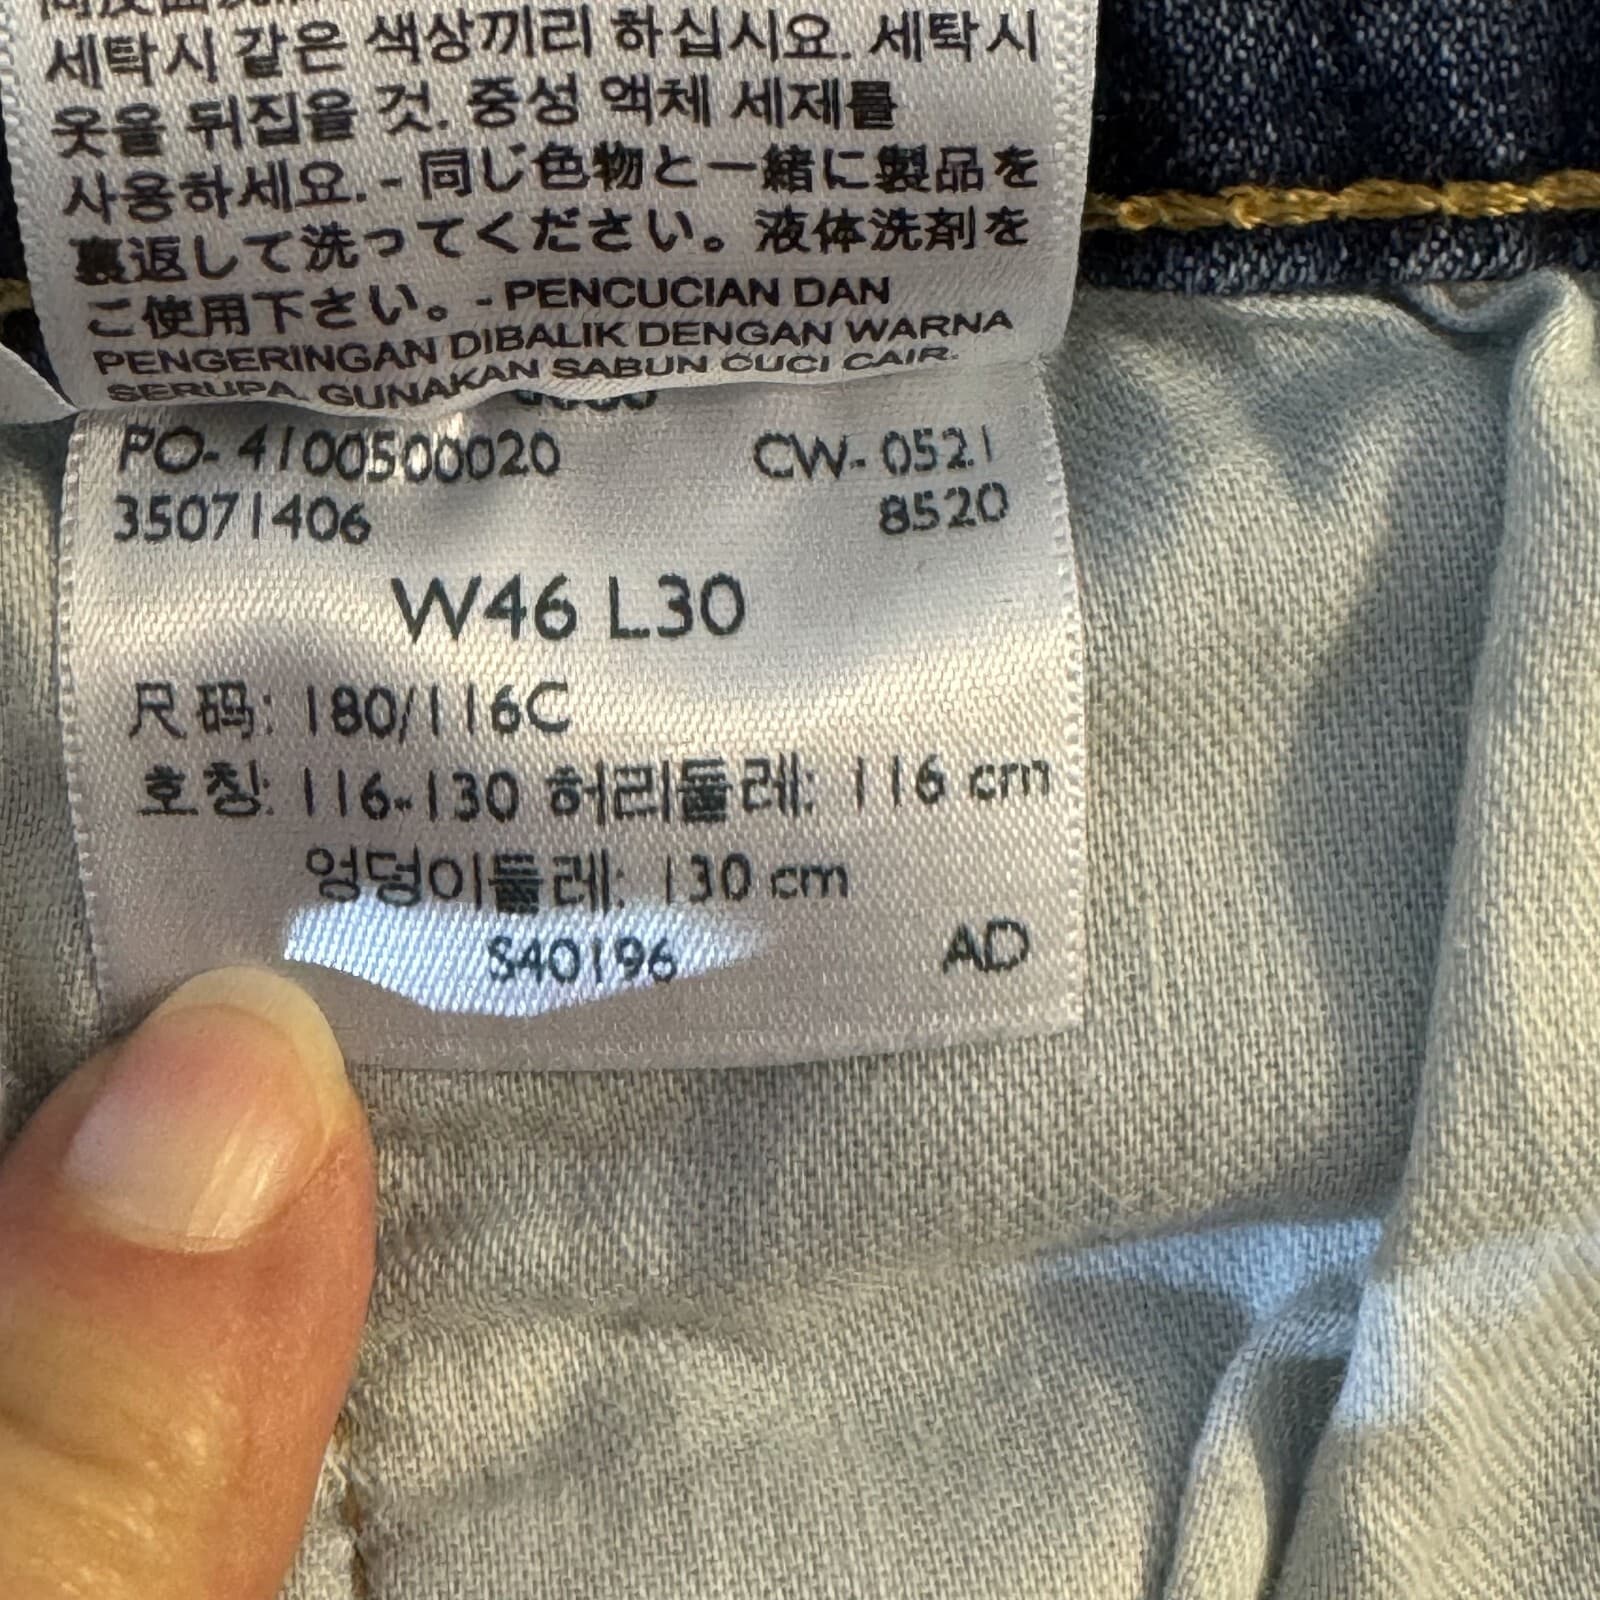 세탁시 같은 색상끼리 하십시요. 세탁시
옷을 뒤집을 것. 중성 액체 세제를
사용하세요. - 同じ色物と一緒に製品を
裏返して洗ってください。液体洗剤を
ご使用下さい。- PENCUCIAN DAN
PENGERINGAN DIBALIK DENGAN WARNA
SERUPA. GUNAKAN SABUN CUCI CAIR.
PO- 4100500020 CW- 0521
35071406 8520
W46 L30
尺码: 180/116C
호칭: 116-130 허리둘레: 116 cm
엉덩이둘레: 130 cm
S40196 AD